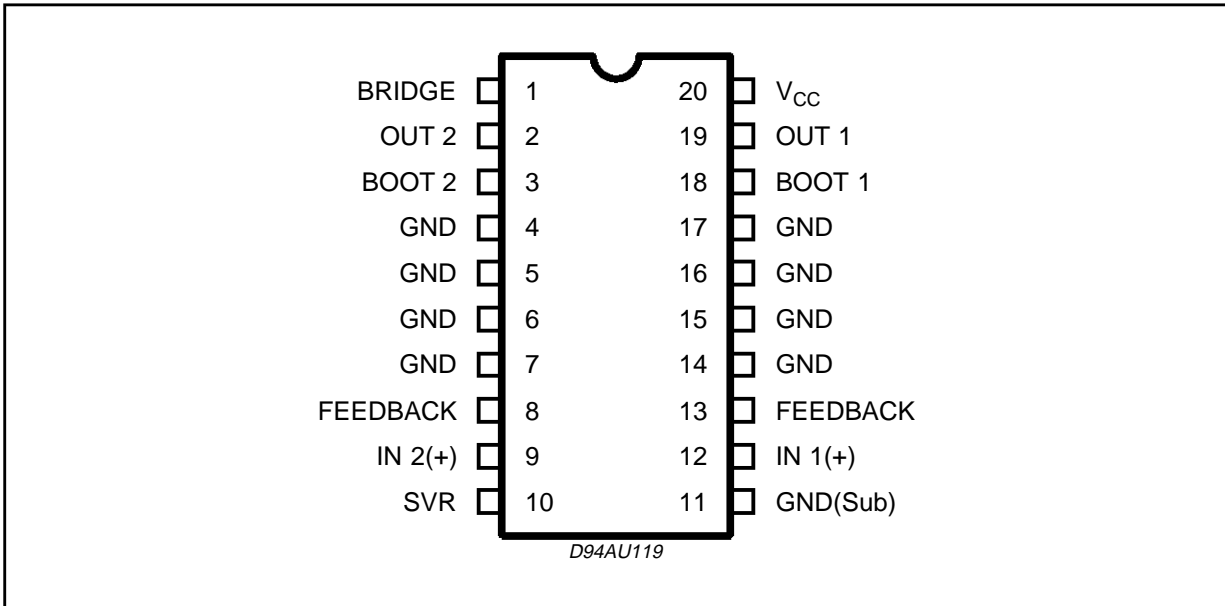 BRIDGE 1 20 VCC
OUT 2 2 19 OUT 1
BOOT 2 3 18 BOOT 1
GND 4 17 GND
GND 5 16 GND
GND 6 15 GND
GND 7 14 GND
FEEDBACK 8 13 FEEDBACK
IN 2(+) 9 12 IN 1(+)
SVR 10 11 GND(Sub)
D94AU119